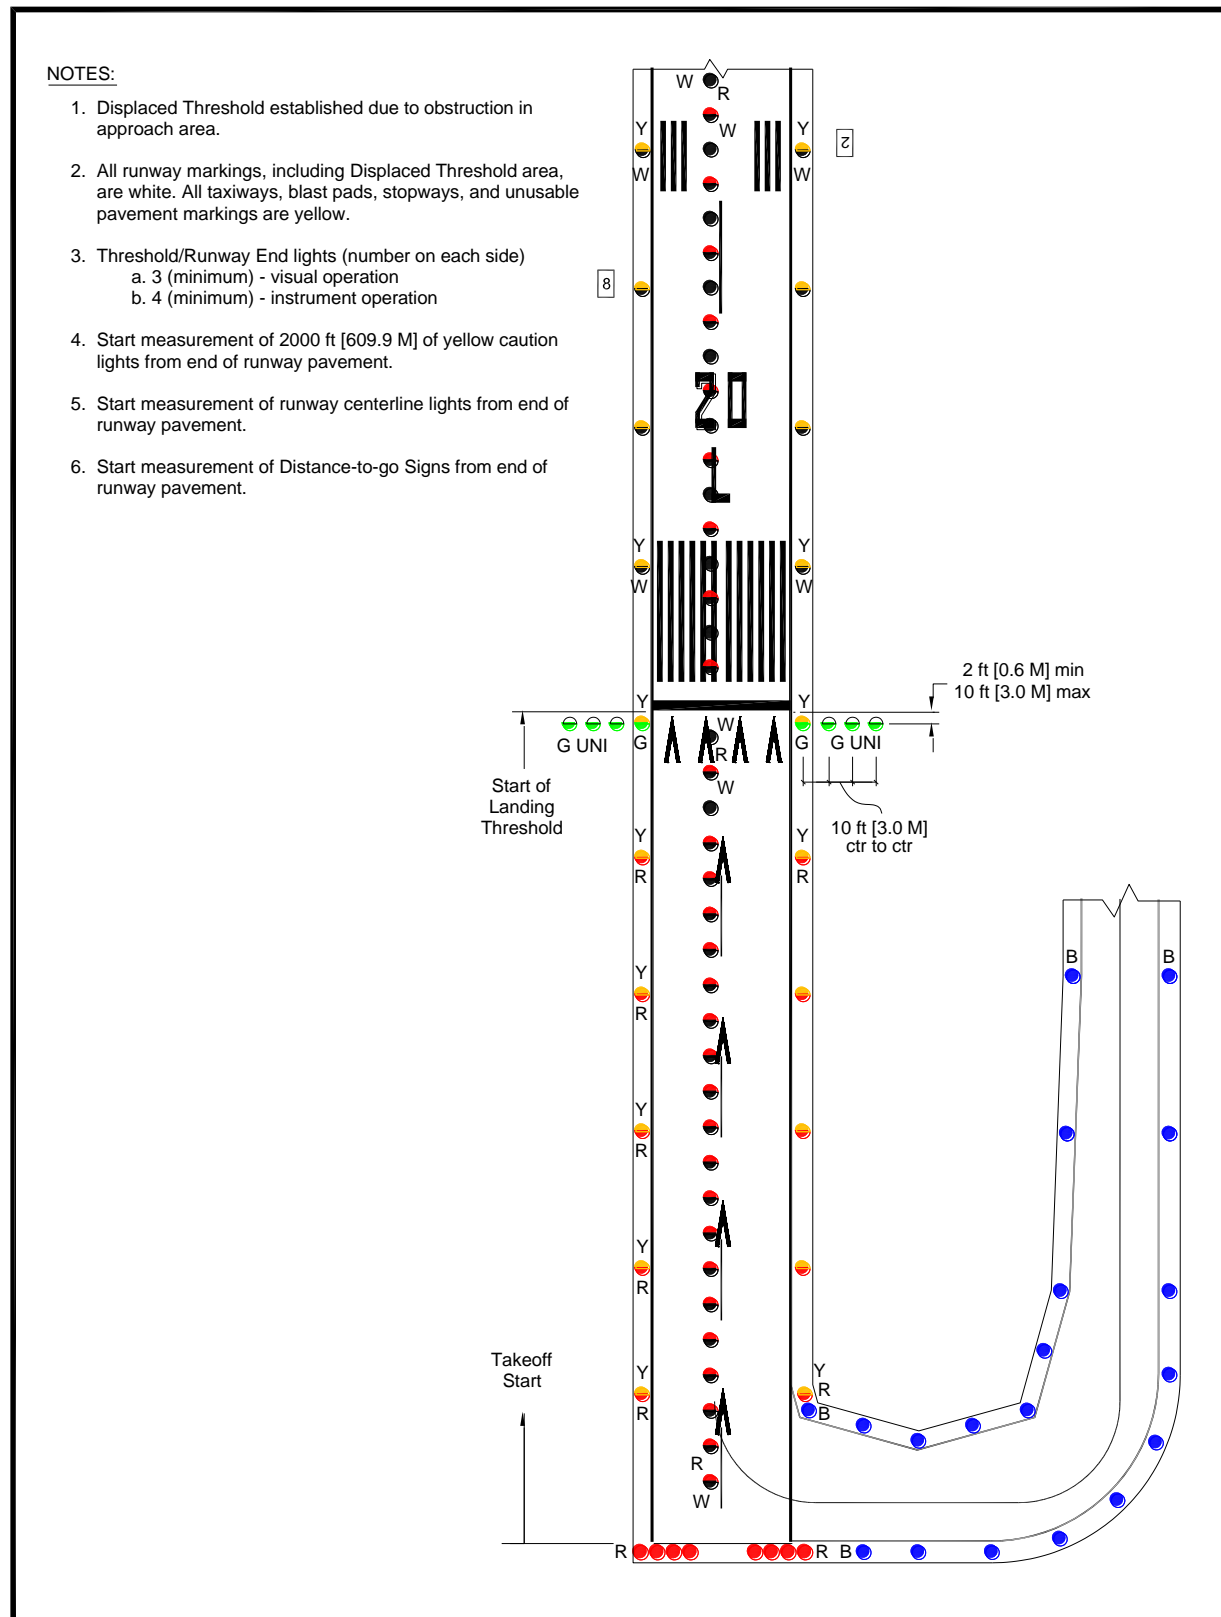 NOTES:
1. Displaced Threshold established due to obstruction in
approach area.
2. All runway markings, including Displaced Threshold area,
are white. All taxiways, blast pads, stopways, and unusable
pavement markings are yellow.
3. Threshold/Runway End lights (number on each side)
a. 3 (minimum) - visual operation
b. 4 (minimum) - instrument operation
4. Start measurement of 2000 ft [609.9 M] of yellow caution
lights from end of runway pavement.
5. Start measurement of runway centerline lights from end of
runway pavement.
6. Start measurement of Distance-to-go Signs from end of
runway pavement.
W
R
W
Y
Y
W
W
2
8
20
L
Y
Y
W
W
2 ft [0.6 M] min
10 ft [3.0 M] max
Y
Y
W
G UNI
G
R
G
G UNI
W
Start of
Landing
Threshold
10 ft [3.0 M]
ctr to ctr
Y
Y
R
R
B
B
Y
R
Y
R
Y
R
Takeoff
Start
Y
R
Y
R
B
R
W
R
R
B